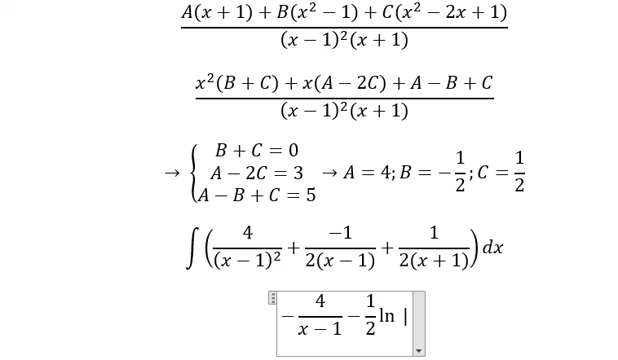 A(x + 1) + B(x² − 1) + C(x² − 2x + 1)
(x − 1)²(x + 1)
x²(B + C) + x(A − 2C) + A − B + C
(x − 1)²(x + 1)
→ { B + C = 0
A − 2C = 3 → A = 4; B = − 1/2 ; C = 1/2
A − B + C = 5
∫ ( 4/(x − 1)² + −1/2(x − 1) + 1/2(x + 1) ) dx
− 4/(x − 1) − 1/2 ln |